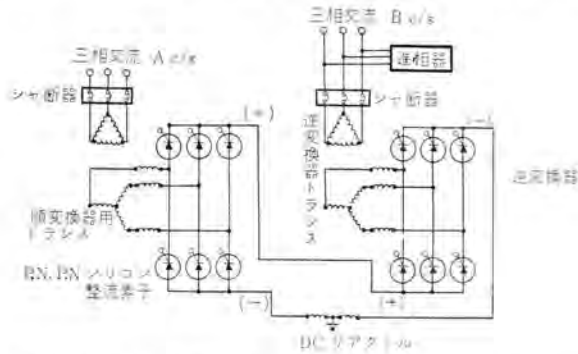 三相交流 A c/s
三相交流 B c/s
進相器
シャ断器
シャ断器
(+)
(−)
逆変換器トランス
逆変換器
順変換器用
トランス
P.N.P.N シリコン
整流素子
(−)
(+)
DC リアクトル